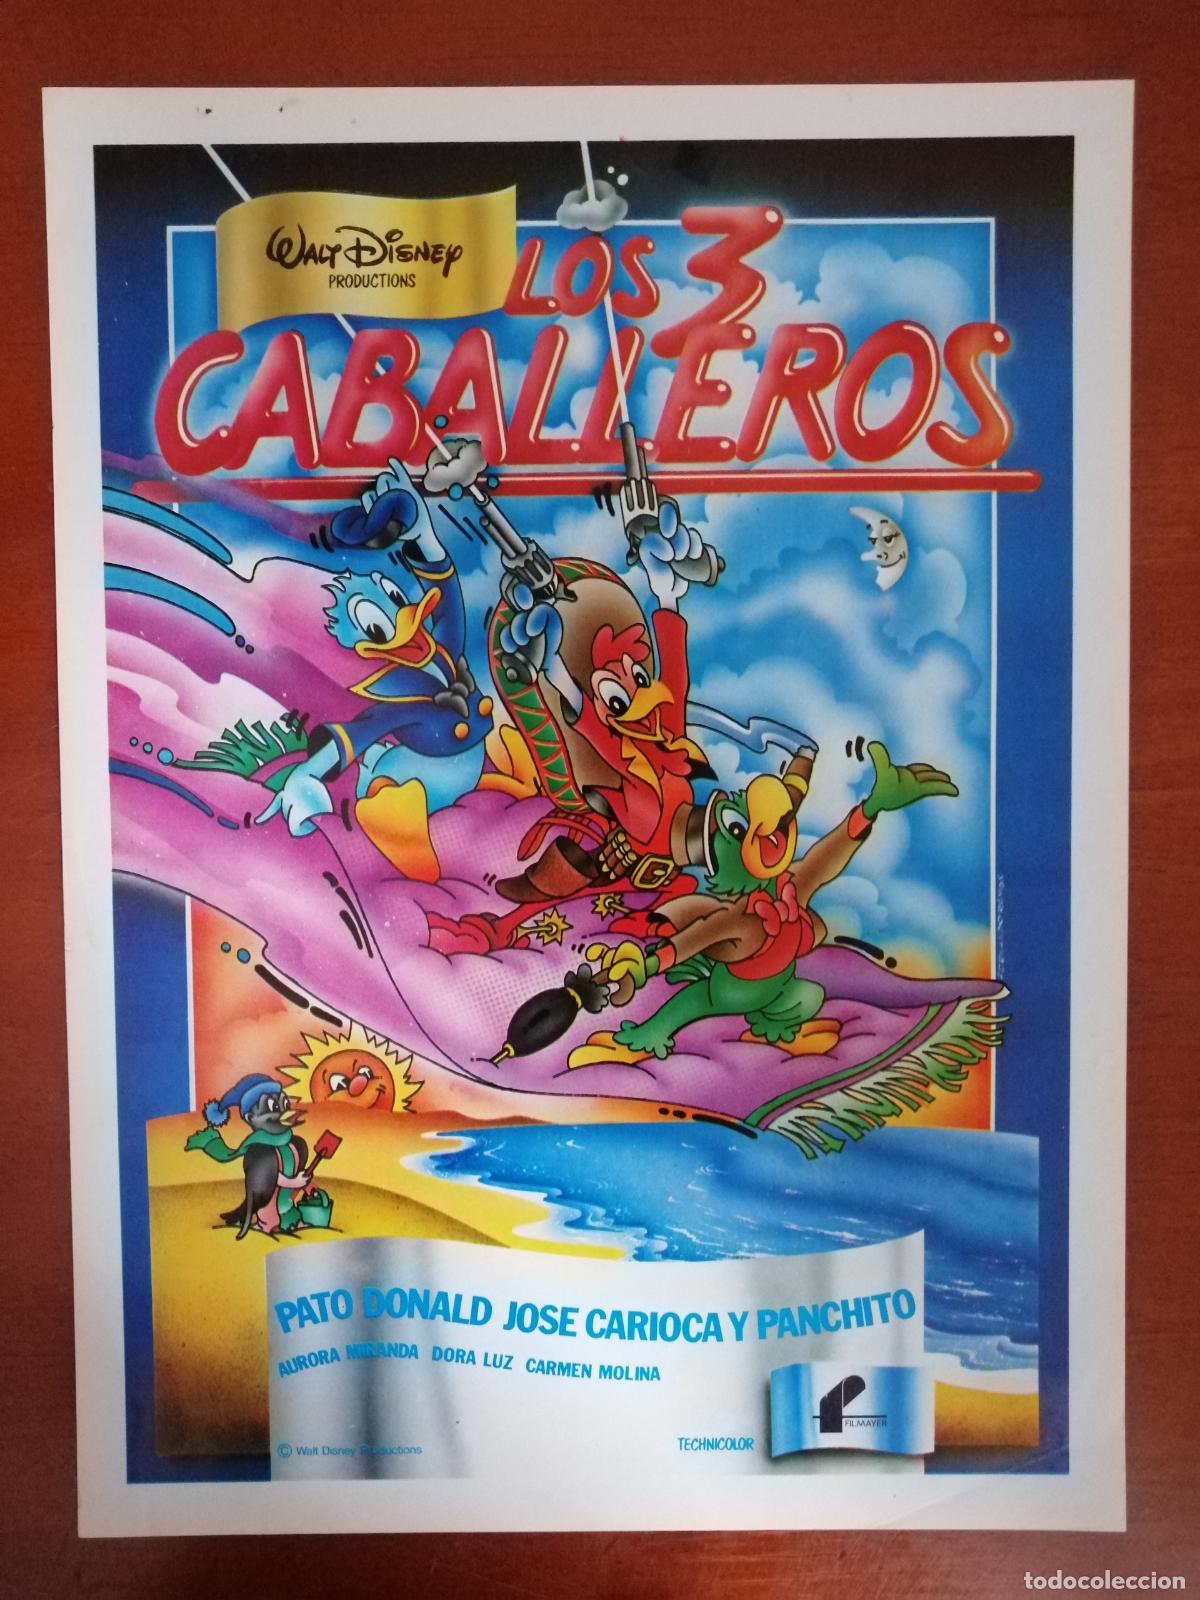 WALT DISNEY
PRODUCTIONS
LOS 3
CABALLEROS
PATO DONALD JOSE CARIOCA Y PANCHITO
AURORA MIRANDA DORA LUZ CARMEN MOLINA
FILMAYER
© Walt Disney Productions
TECHNICOLOR
todocoleccion